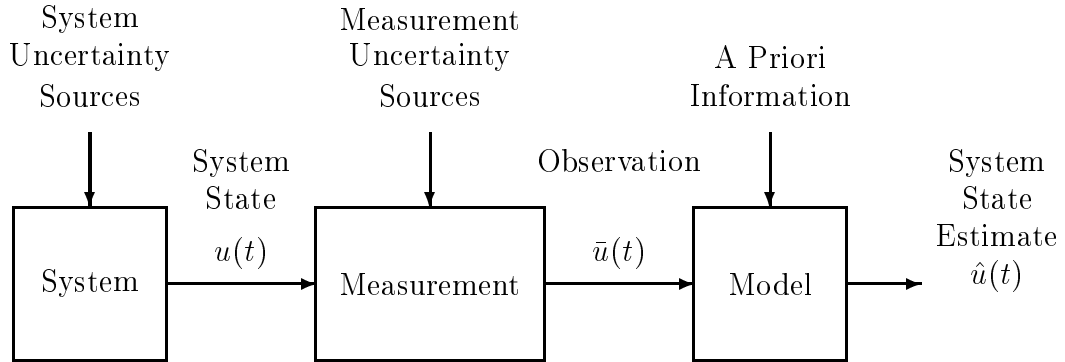 System
Uncertainty
Sources
Measurement
Uncertainty
Sources
A Priori
Information
System
State
u(t)
Observation
ū(t)
System
State
Estimate
û(t)
System
Measurement
Model